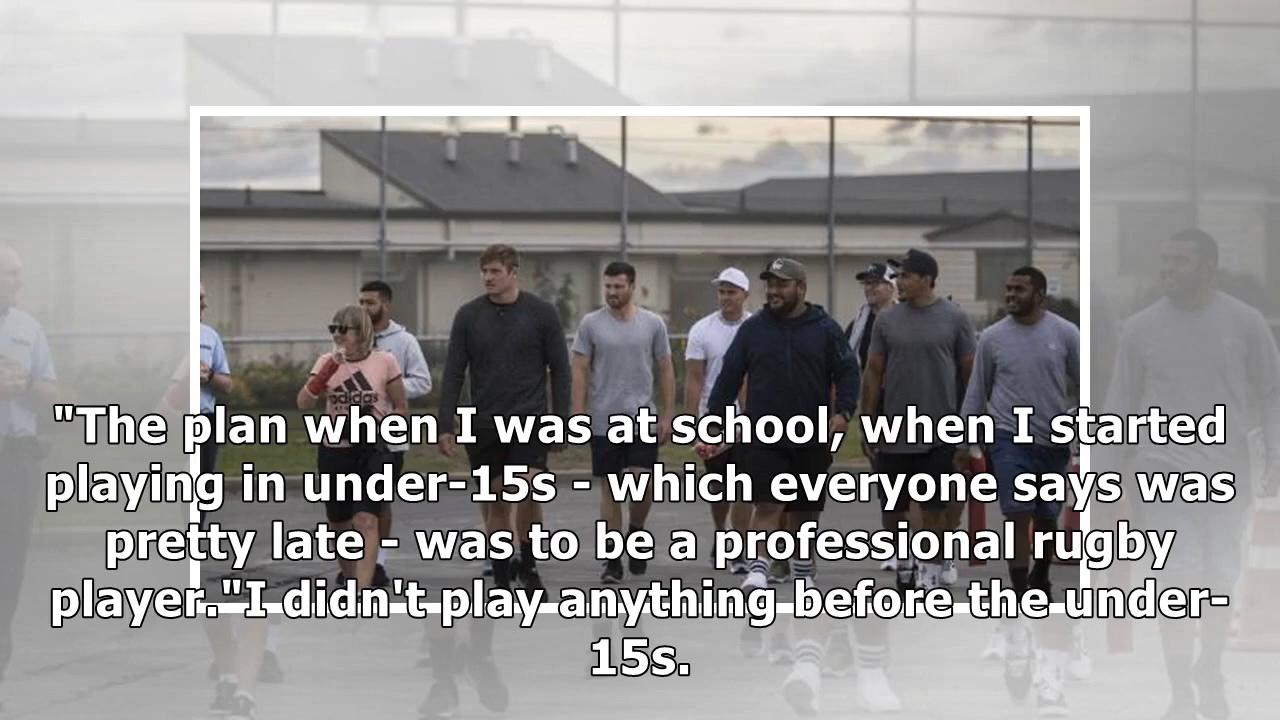 adidas
"The plan when I was at school, when I started
playing in under-15s - which everyone says was
pretty late - was to be a professional rugby
player."I didn't play anything before the under-
15s.